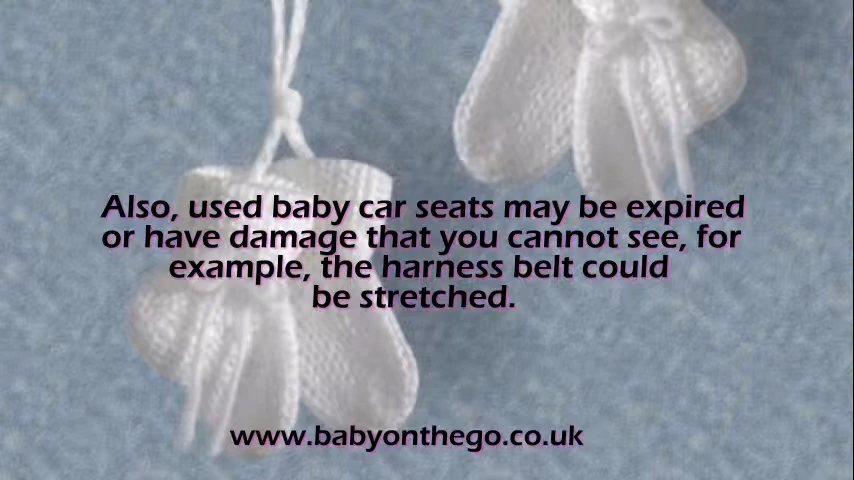 Also, used baby car seats may be expired
or have damage that you cannot see, for
example, the harness belt could
be stretched.
www.babyonthego.co.uk